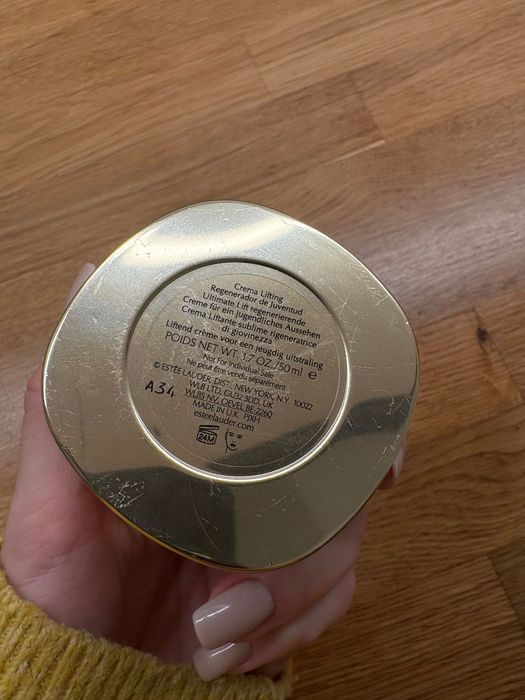 Crema Lifting
Regenerador de Juventud
Ultimate Lift regenerierende
Creme für ein jugendliches Aussehen
Crema Liftante sublime rigeneratrice
di giovinezza
Liftend crème voor een jeugdig uitstraling
POIDS NET WT. 1.7 OZ./50 ml ℮
Not For Individual Sale
Ne peut être vendu séparément
© ESTĒE LAUDER. DIST. NEW YORK, N.Y. 10022
WLB LTD, GU32 3DD, UK
WLBS NV, OEVEL BE-2260
MADE IN U.K. PJXH
esteelauder.com
A34
24M